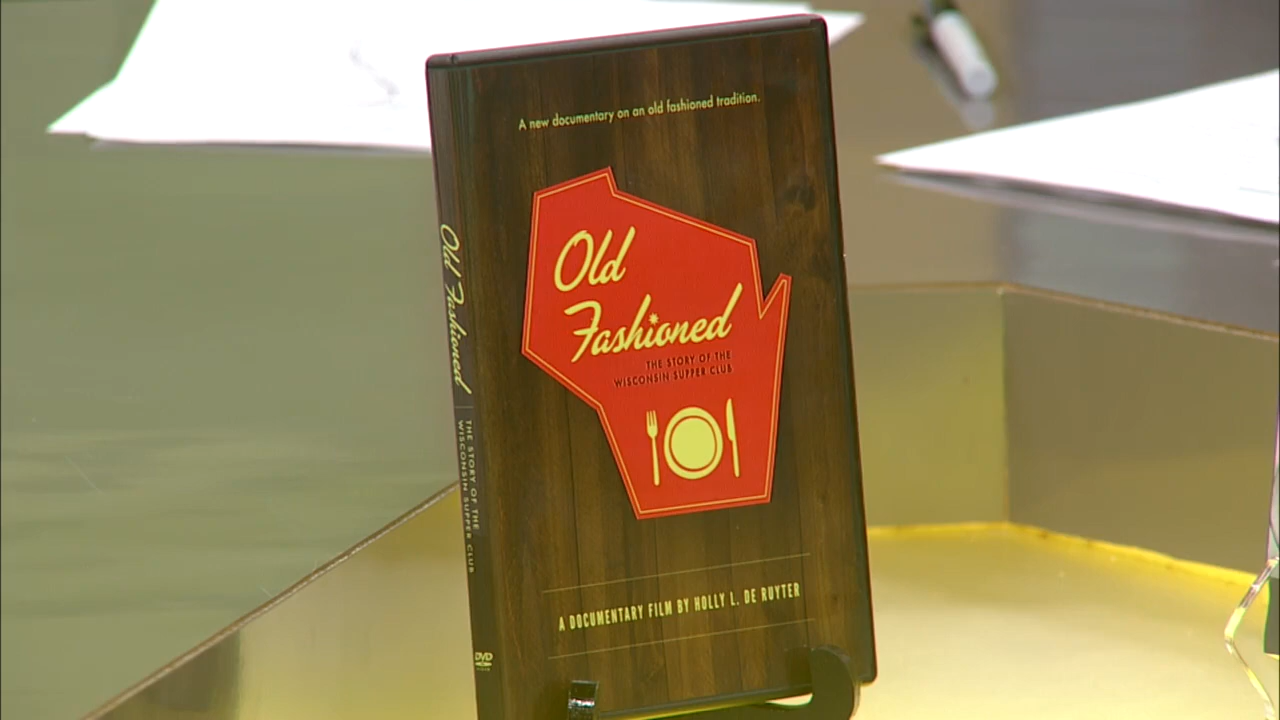 A new documentary on an old fashioned tradition.
Old
Fashioned
THE STORY OF THE
WISCONSIN SUPPER CLUB
A DOCUMENTARY FILM BY HOLLY L. DE RUYTER
Old Fashioned
THE STORY OF THE
WISCONSIN SUPPER CLUB
DVD
VIDEO